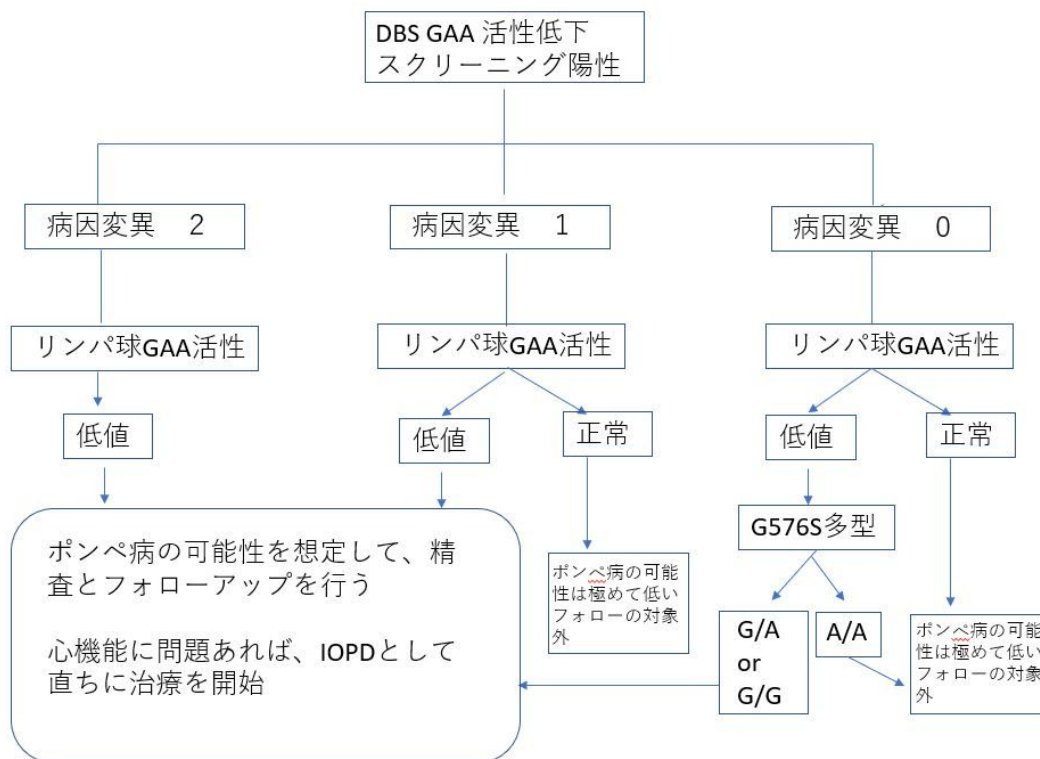 DBS GAA 活性低下
スクリーニング陽性
病因変異　2
病因変異　1
病因変異　0
リンパ球GAA活性
リンパ球GAA活性
リンパ球GAA活性
低値
低値
正常
低値
正常
G576S多型
ポンペ病の可能性を想定して、精
査とフォローアップを行う
心機能に問題あれば、IOPDとして
直ちに治療を開始
ポンペ病の可能
性は極めて低い
フォローの対象
外
G/A
or
G/G
A/A
ポンペ病の可能
性は極めて低い
フォローの対象
外